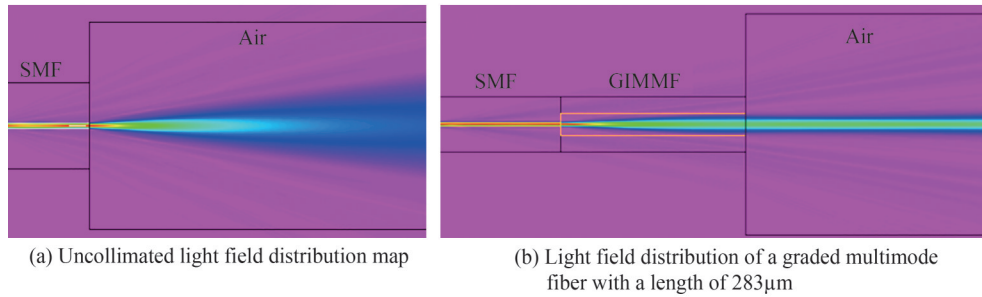 Air
SMF
Air
SMF
GIMMF
(a) Uncollimated light field distribution map
(b) Light field distribution of a graded multimode
fiber with a length of 283μm